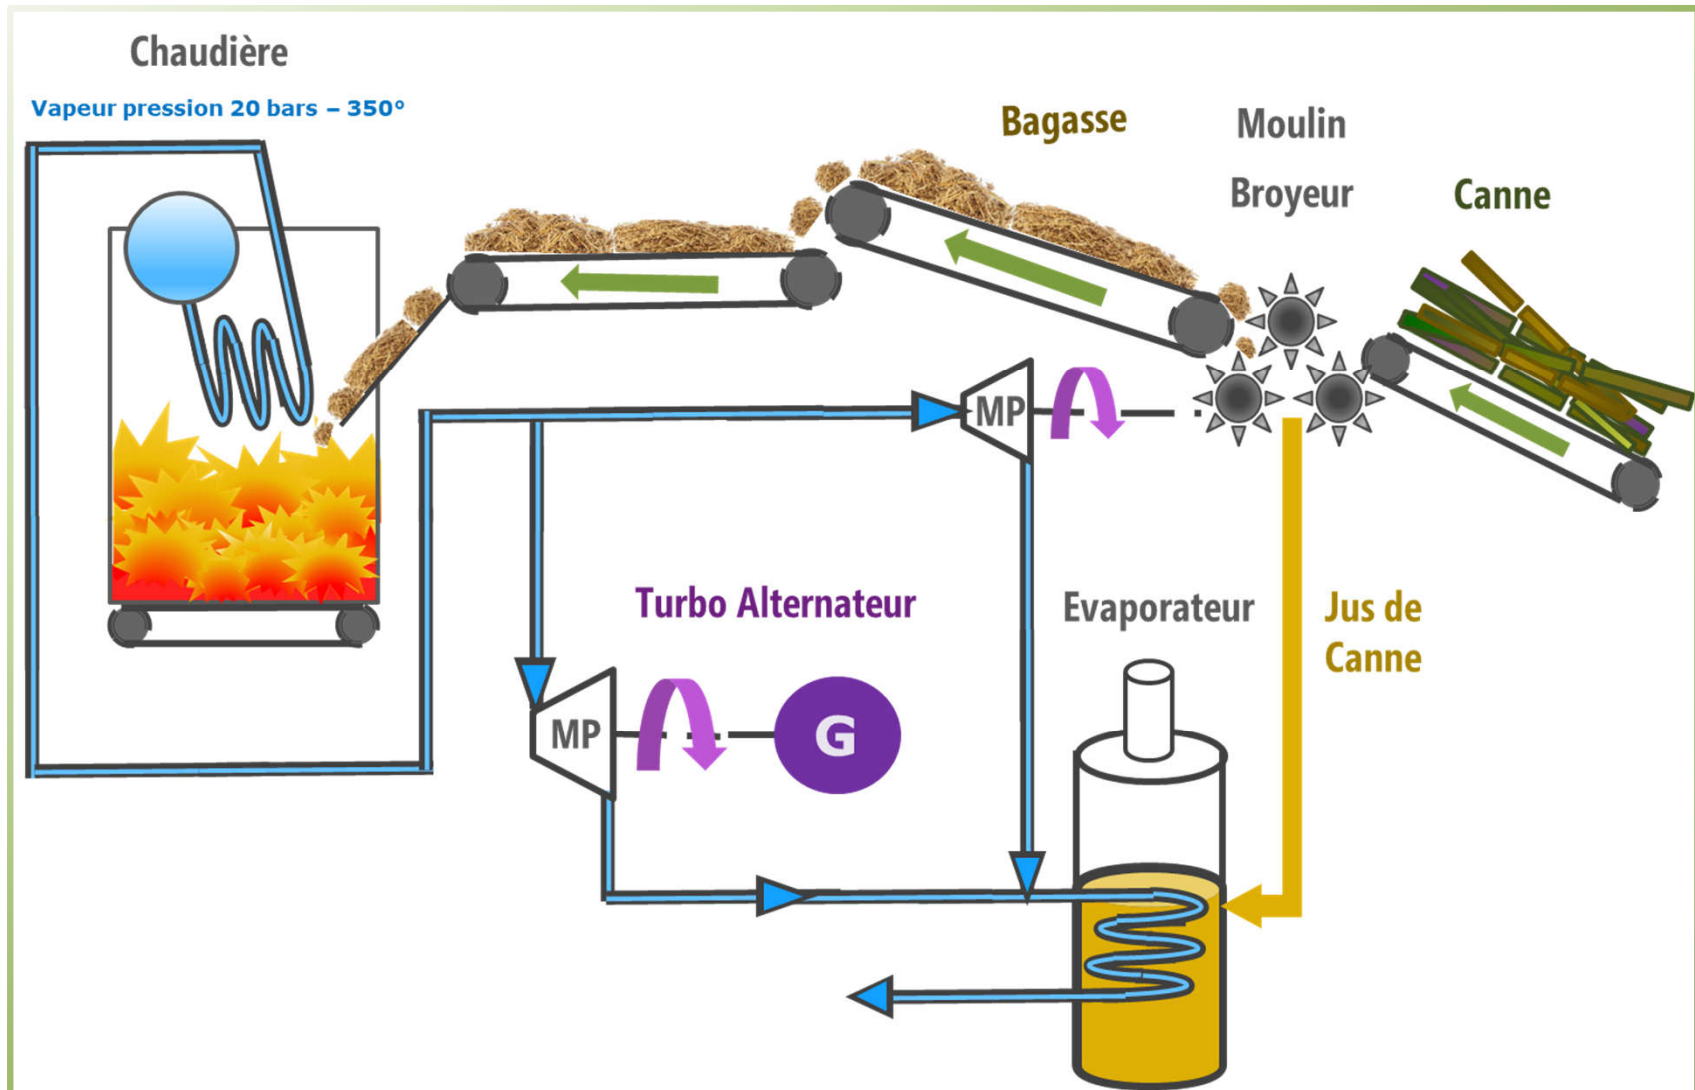 Chaudière
Vapeur pression 20 bars – 350°
Bagasse
Moulin
Broyeur
Canne
MP
Turbo Alternateur
Evaporateur
Jus de
Canne
MP
G